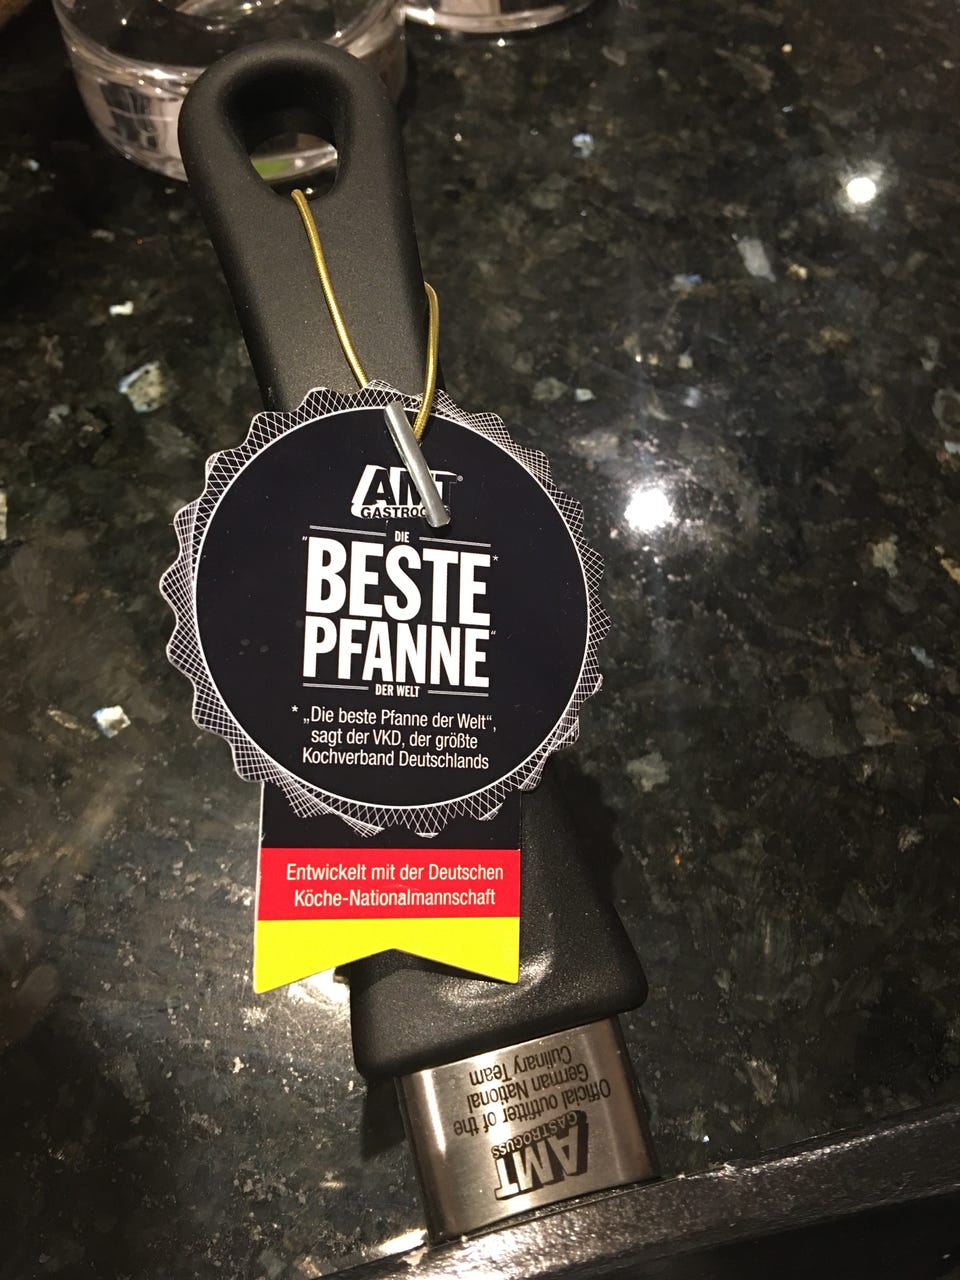 AMT®
GASTROGUSS
DIE
"BESTE*
PFANNE"
DER WELT
* „Die beste Pfanne der Welt“,
sagt der VKD, der größte
Kochverband Deutschlands
Entwickelt mit der Deutschen
Köche-Nationalmannschaft
AMT
GASTROGUSS
Official outfitter of the
German National
Culinary Team